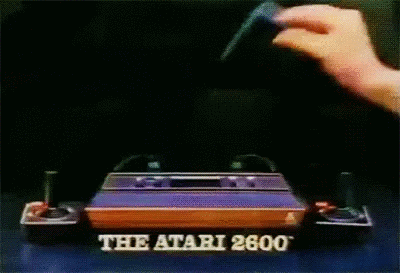 THE ATARI 2600™